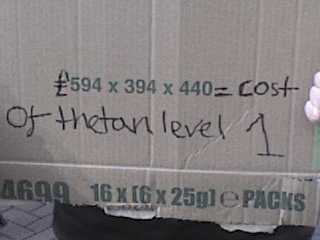 £594 x 394 x 440 = cost
Of thetan level 1
4699 16 x (6 x 25g) e PACKS